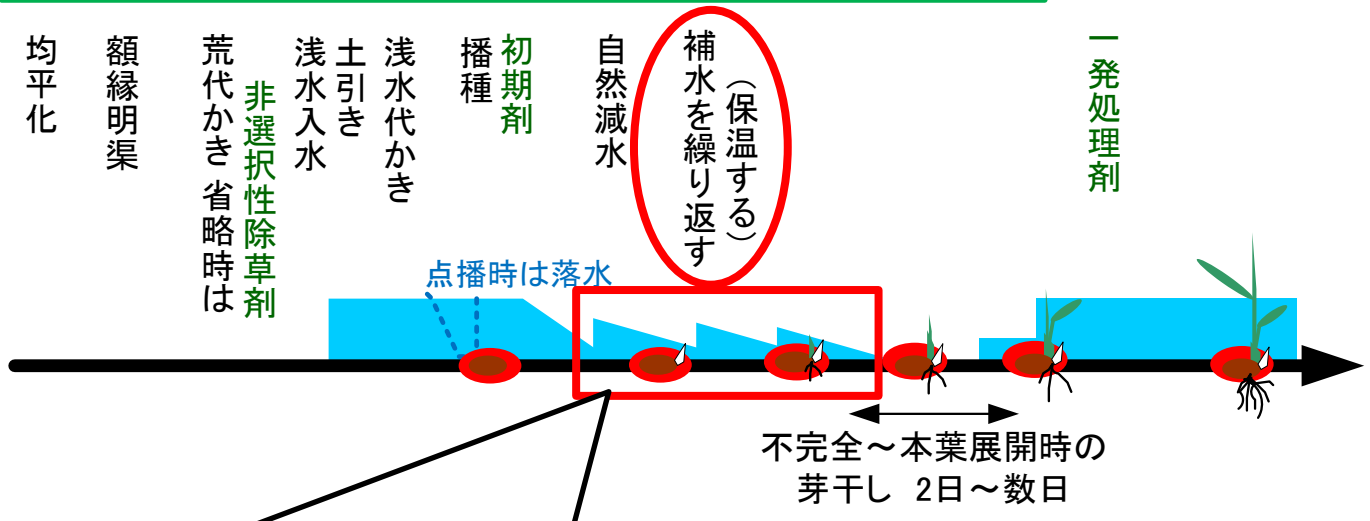 均平化
額縁明渠
荒代かき 省略時は
非選択性除草剤
浅水入水
土引き
浅水代かき
播種
初期剤
自然減水
補水を繰り返す
（保温する）
一発処理剤
点播時は落水
不完全～本葉展開時の
芽干し 2日～数日